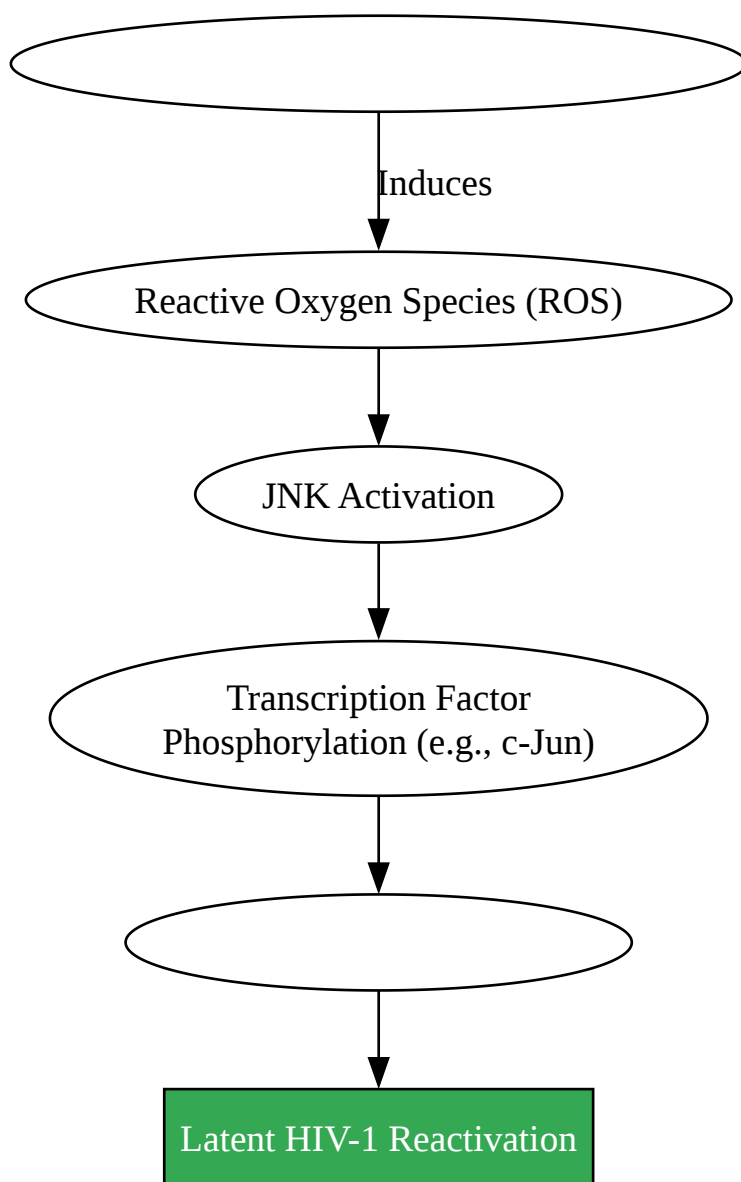 Induces
Reactive Oxygen Species (ROS)
JNK Activation
Transcription Factor
Phosphorylation (e.g., c-Jun)
Latent HIV-1 Reactivation